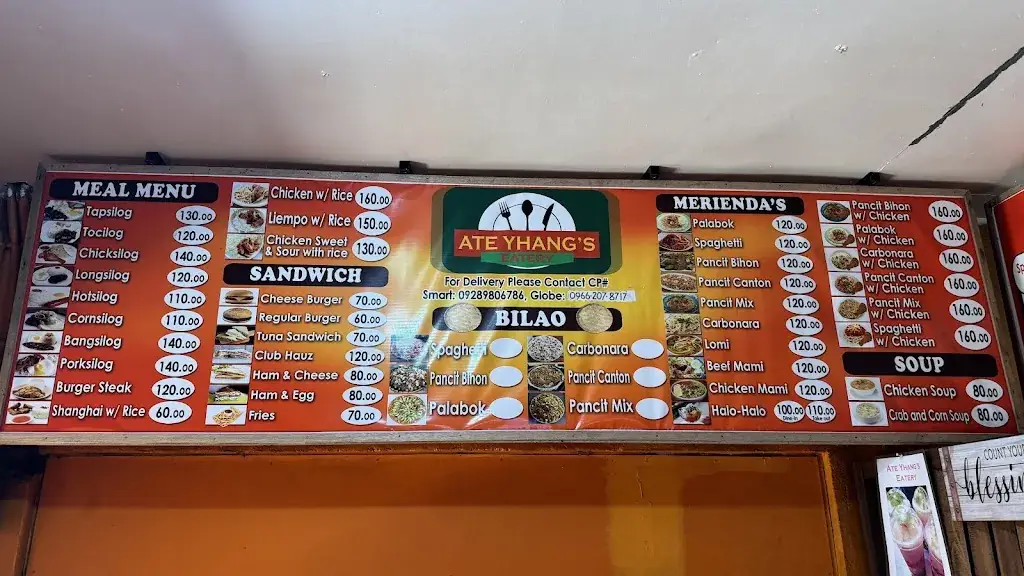 MEAL MENU
Tapsilog 130.00
Tocilog 120.00
Chicksilog 140.00
Longsilog 120.00
Hotsilog 110.00
Cornsilog 110.00
Bangsilog 140.00
Porksilog 140.00
Burger Steak 120.00
Shanghai w/ Rice 60.00
Chicken w/ Rice 160.00
Liempo w/ Rice 150.00
Chicken Sweet
& Sour with rice 130.00
SANDWICH
Cheese Burger 70.00
Regular Burger 60.00
Tuna Sandwich 70.00
Club Hauz 120.00
Ham & Cheese 80.00
Ham & Egg 80.00
Fries 70.00
ATE YHANG'S
EATERY
For Delivery Please Contact CP#
Smart: 09289806786, Globe: 0966 207 8717
BILAO
Spaghetti
Pancit Bihon
Palabok
Carbonara
Pancit Canton
Pancit Mix
MERIENDA'S
Palabok 120.00
Spaghetti 120.00
Pancit Bihon 120.00
Pancit Canton 120.00
Pancit Mix 120.00
Carbonara 120.00
Lomi 120.00
Beef Mami 120.00
Chicken Mami 120.00
Halo-Halo 100.00 110.00
Dine-in Take out
Pancit Bihon
w/ Chicken 160.00
Palabok
w/ Chicken 160.00
Carbonara
w/ Chicken 160.00
Pancit Canton
w/ Chicken 160.00
Pancit Mix
w/ Chicken 160.00
Spaghetti
w/ Chicken 160.00
SOUP
Chicken Soup 80.00
Crab and Corn Soup 80.00
ATE YHANG'S
EATERY
COUNT YOUR